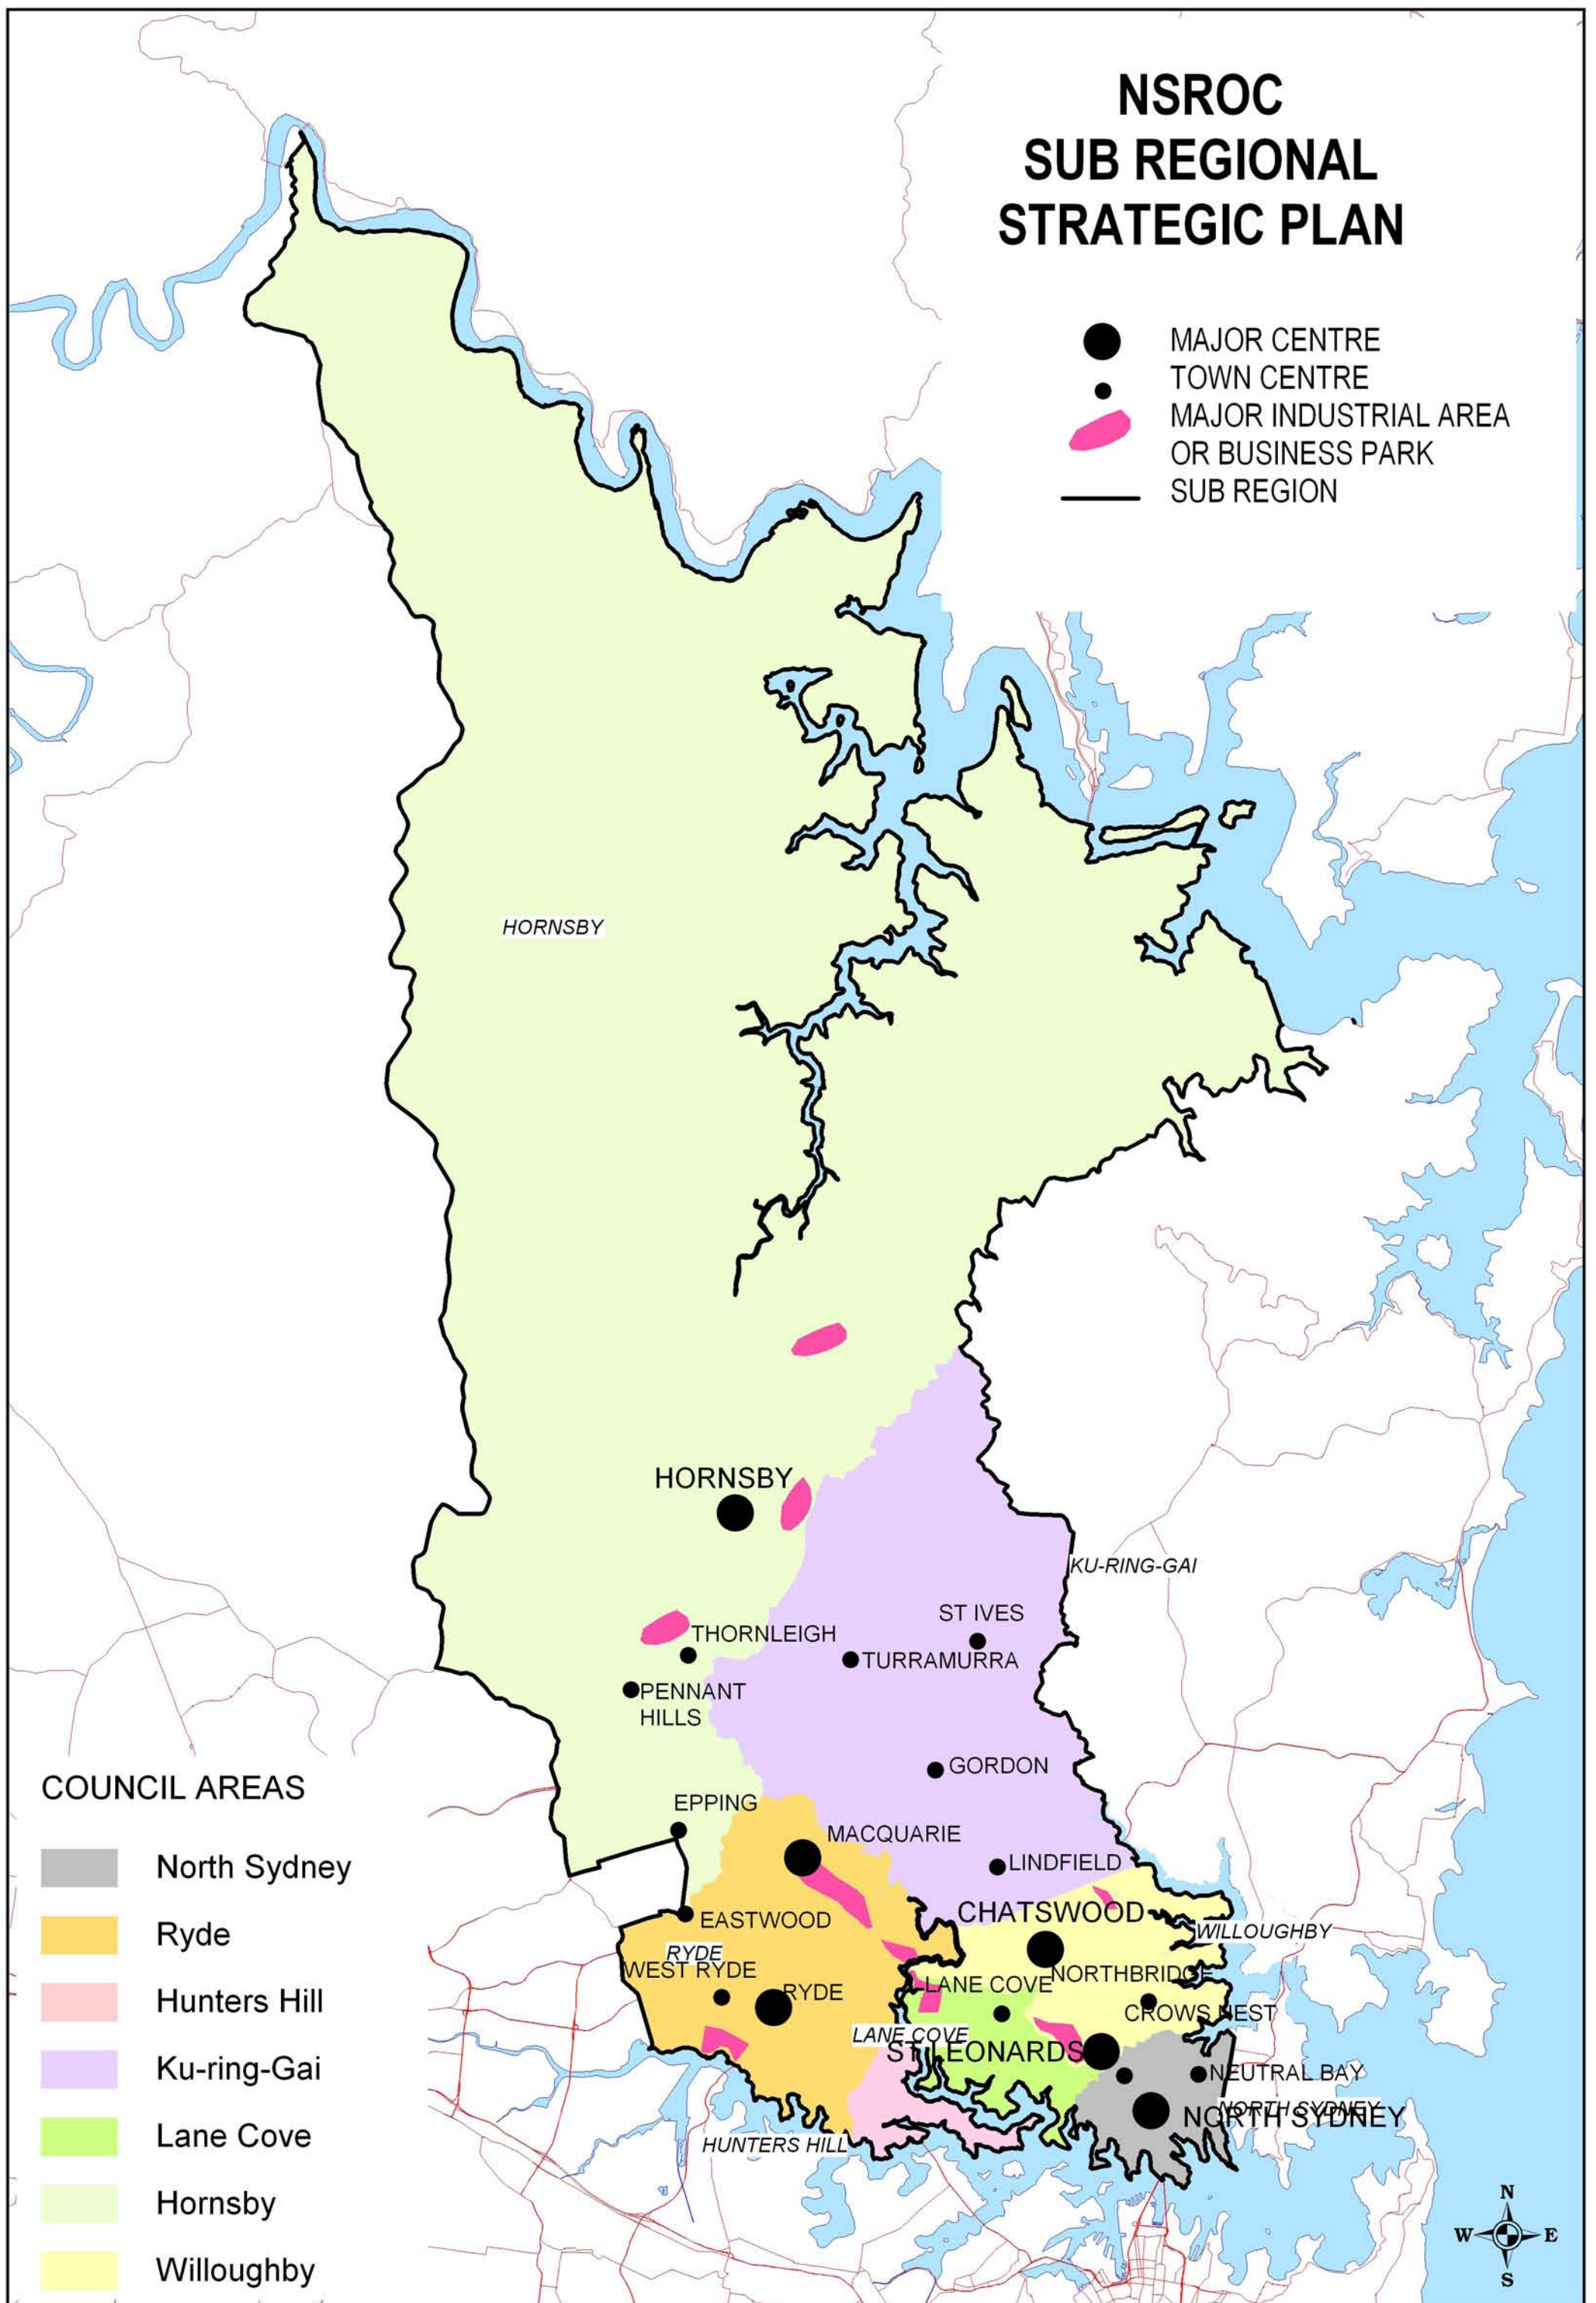 NSROC
SUB REGIONAL
STRATEGIC PLAN
MAJOR CENTRE
TOWN CENTRE
MAJOR INDUSTRIAL AREA
OR BUSINESS PARK
SUB REGION
HORNSBY
HORNSBY
KU-RING-GAI
ST IVES
THORNLEIGH
TURRAMURRA
PENNANT
HILLS
GORDON
EPPING
MACQUARIE
LINDFIELD
CHATSWOOD
EASTWOOD
WILLOUGHBY
RYDE
WEST RYDE
NORTHBRIDGE
LANE COVE
RYDE
CROWS NEST
LANE COVE
ST LEONARDS
NEUTRAL BAY
NORTH SYDNEY
NORTH SYDNEY
HUNTERS HILL
COUNCIL AREAS
North Sydney
Ryde
Hunters Hill
Ku-ring-Gai
Lane Cove
Hornsby
Willoughby
N
W E
S